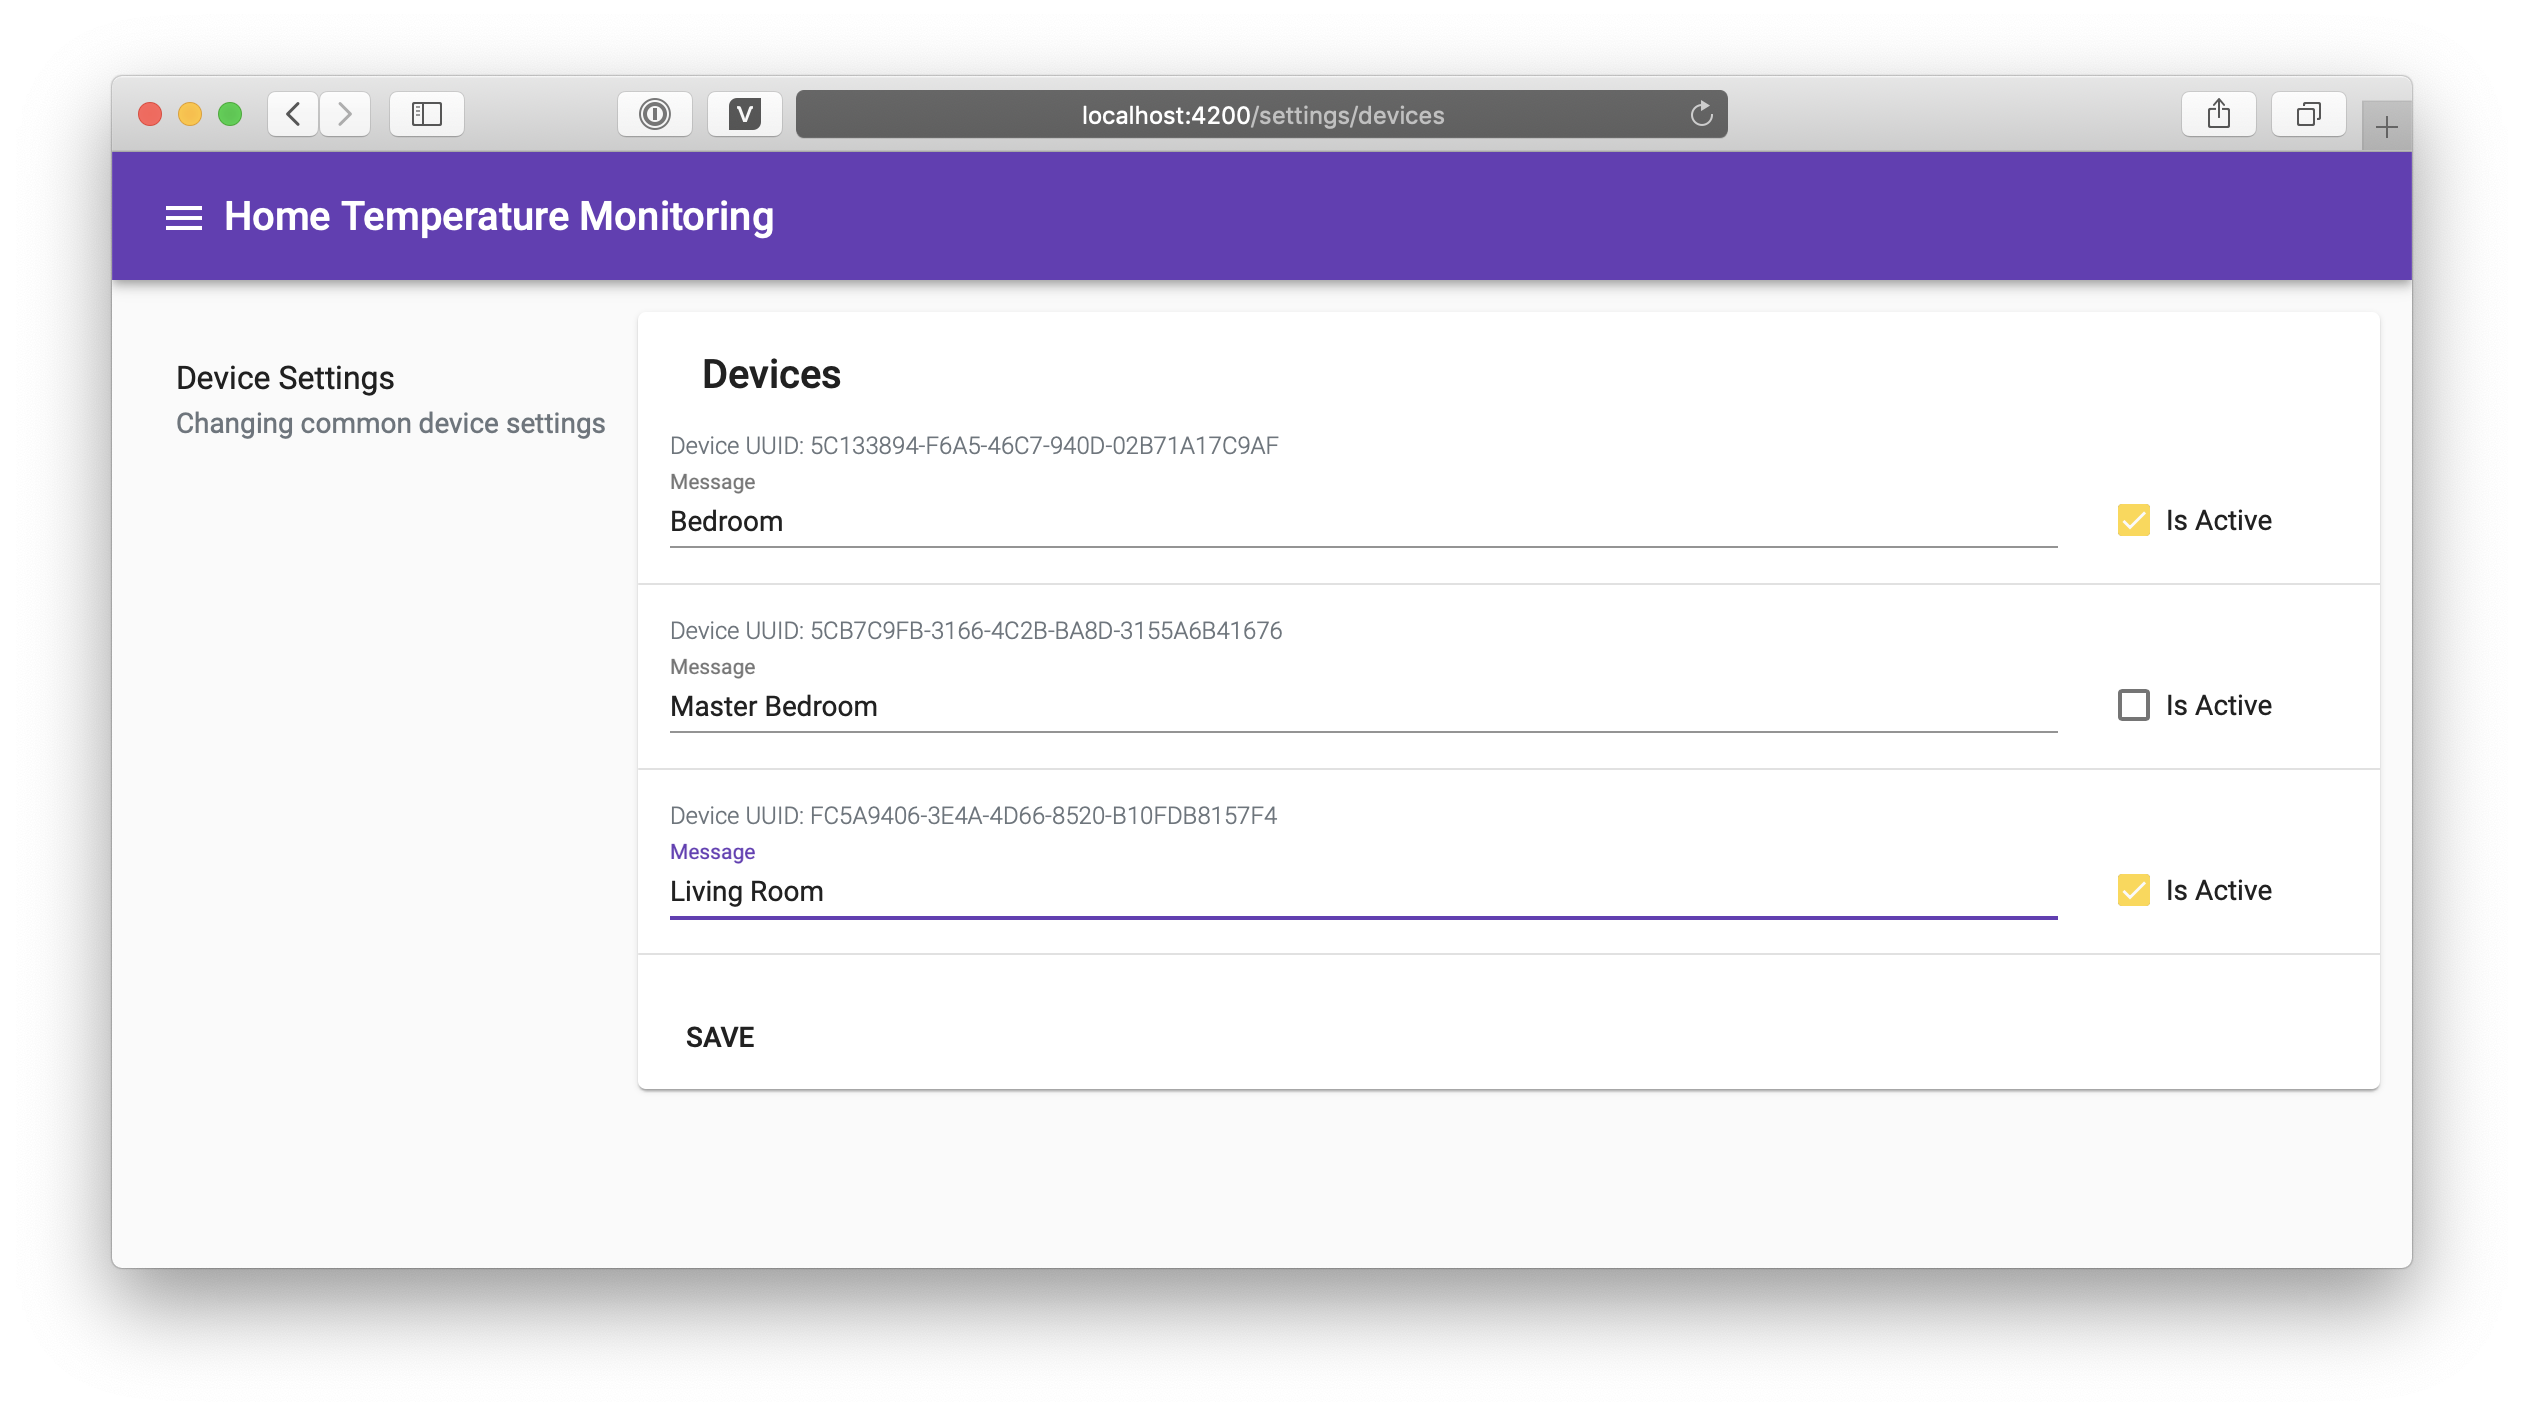 V
localhost:4200/settings/devices
Home Temperature Monitoring
Device Settings
Changing common device settings
Devices
Device UUID: 5C133894-F6A5-46C7-940D-02B71A17C9AF
Message
Bedroom
Is Active
Device UUID: 5CB7C9FB-3166-4C2B-BA8D-3155A6B41676
Message
Master Bedroom
Is Active
Device UUID: FC5A9406-3E4A-4D66-8520-B10FDB8157F4
Message
Living Room
Is Active
SAVE